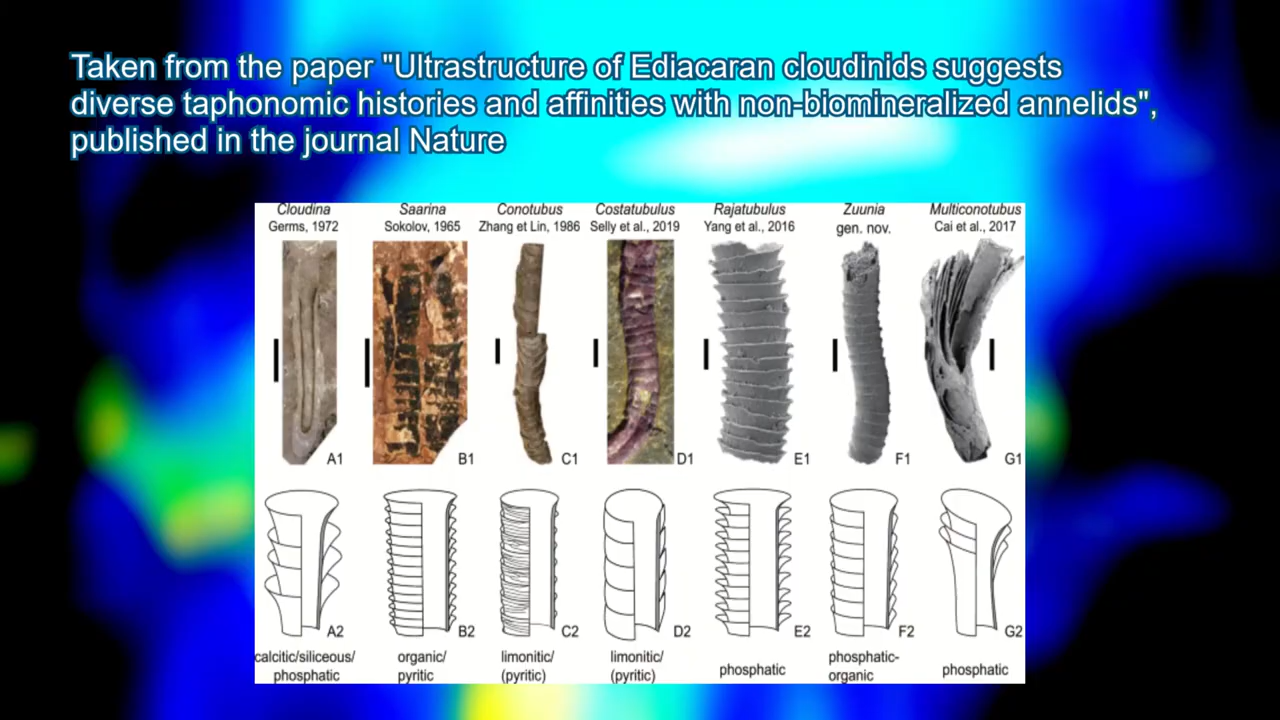 Taken from the paper "Ultrastructure of Ediacaran cloudinids suggests
diverse taphonomic histories and affinities with non-biomineralized annelids",
published in the journal Nature
Cloudina Saarina Conotubus Costatubulus Rajatubulus Zuunia Multiconotubus
Germs, 1972 Sokolov, 1965 Zhang et Lin, 1986 Selly et al., 2019 Yang et al., 2016 gen. nov. Cai et al., 2017
A1 B1 C1 D1 E1 F1 G1
A2 B2 C2 D2 E2 F2 G2
calcitic/siliceous/ organic/ limonitic/ limonitic/ phosphatic phosphatic- phosphatic
phosphatic pyritic (pyritic) (pyritic) organic